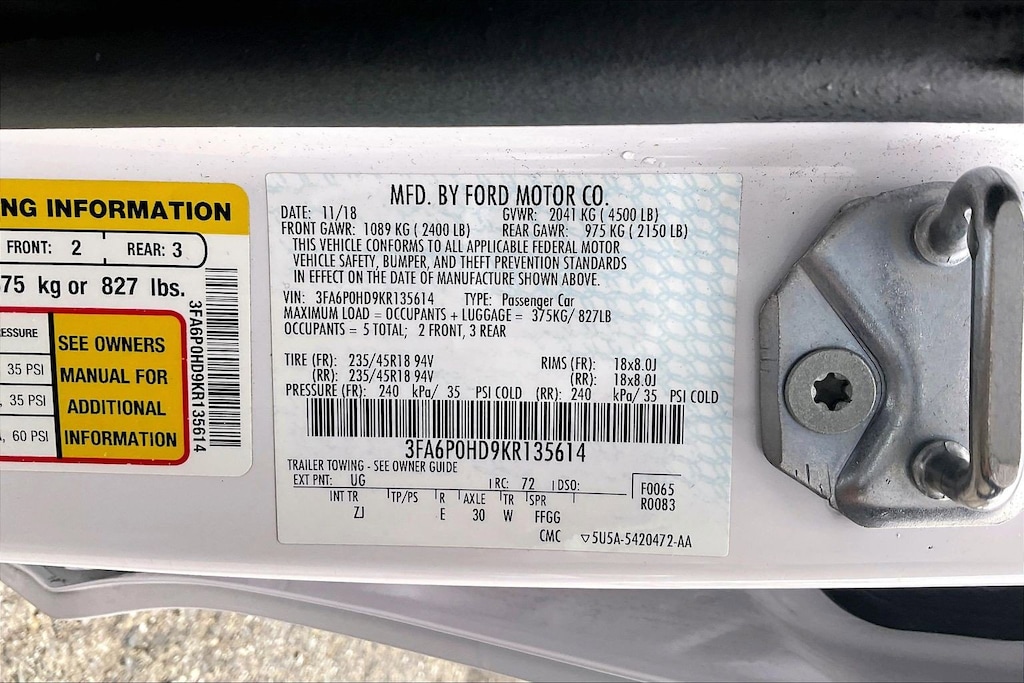 NG INFORMATION
FRONT: 2 REAR: 3
75 kg or 827 lbs.
ESSURE
35 PSI
35 PSI
60 PSI
SEE OWNERS
MANUAL FOR
ADDITIONAL
INFORMATION
3FA6P0HD9KR135614
MFD. BY FORD MOTOR CO.
DATE: 11/18 GVWR: 2041 KG ( 4500 LB)
FRONT GAWR: 1089 KG ( 2400 LB) REAR GAWR: 975 KG ( 2150 LB)
THIS VEHICLE CONFORMS TO ALL APPLICABLE FEDERAL MOTOR
VEHICLE SAFETY, BUMPER, AND THEFT PREVENTION STANDARDS
IN EFFECT ON THE DATE OF MANUFACTURE SHOWN ABOVE.
VIN: 3FA6P0HD9KR135614 TYPE: Passenger Car
MAXIMUM LOAD = OCCUPANTS + LUGGAGE = 375KG/ 827LB
OCCUPANTS = 5 TOTAL; 2 FRONT, 3 REAR
TIRE (FR): 235/45R18 94V RIMS (FR): 18x8.0J
(RR): 235/45R18 94V (RR): 18x8.0J
PRESSURE (FR): 240 kPa/ 35 PSI COLD (RR): 240 kPa/ 35 PSI COLD
3FA6P0HD9KR135614
TRAILER TOWING - SEE OWNER GUIDE
EXT PNT: UG RC: 72 DSO:
F0065
R0083
INT TR TP/PS R AXLE TR SPR
ZJ E 30 W FFGG
CMC ▽5U5A-5420472-AA